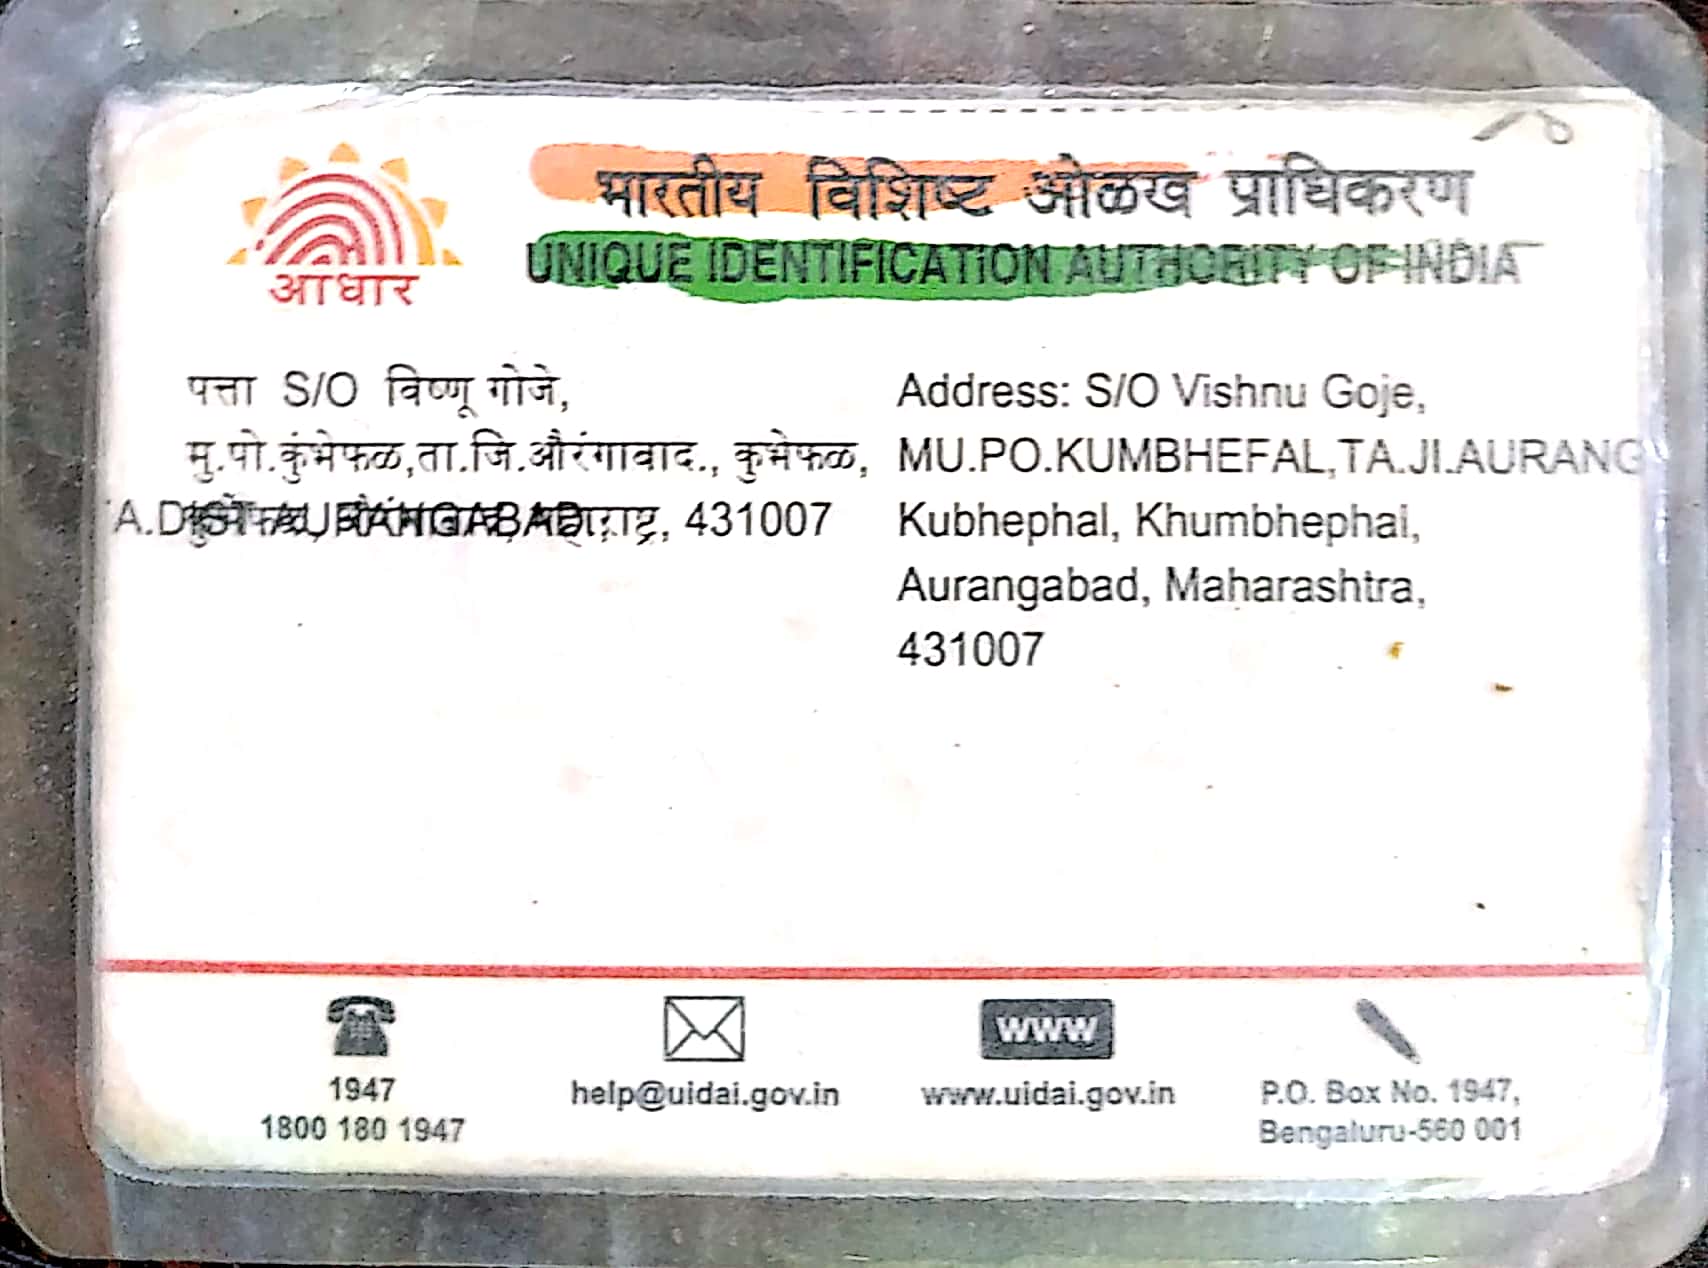 आधार
भारतीय विशिष्ट ओळख प्राधिकरण
UNIQUE IDENTIFICATION AUTHORITY OF INDIA
पत्ता S/O विष्णू गोजे,
मु.पो.कुंभेफळ,ता.जि.औरंगावाद., कुभेफळ,
A.DIST.AURANGABAD., 431007
Address: S/O Vishnu Goje,
MU.PO.KUMBHEFAL,TA.JI.AURANG
Kubhephal, Khumbhephal,
Aurangabad, Maharashtra,
431007
1947
1800 180 1947
help@uidai.gov.in
www
www.uidai.gov.in
P.O. Box No. 1947,
Bengaluru-560 001